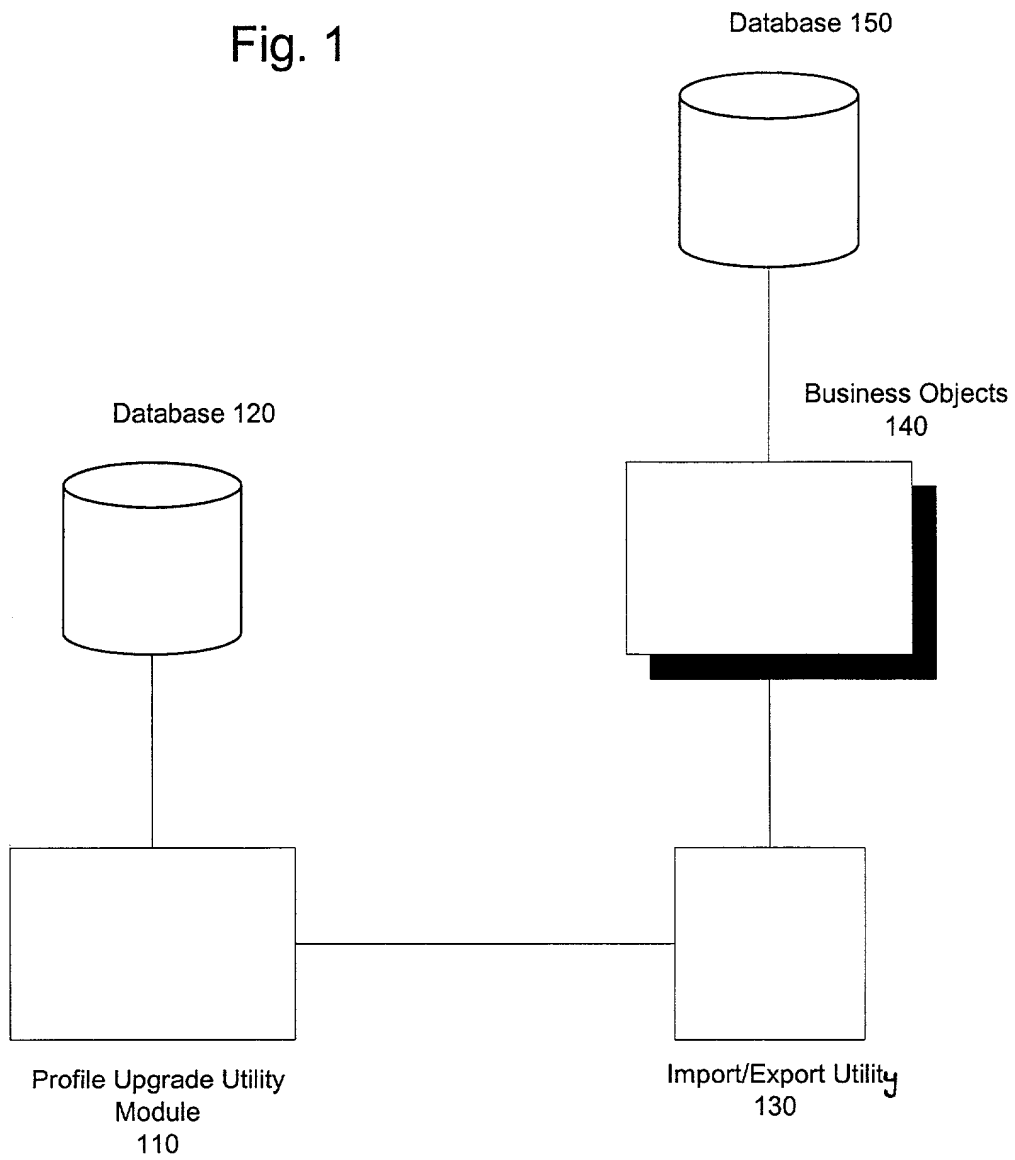 Fig. 1
Database 150
Business Objects
140
Database 120
Profile Upgrade Utility
Module
110
Import/Export Utility
130